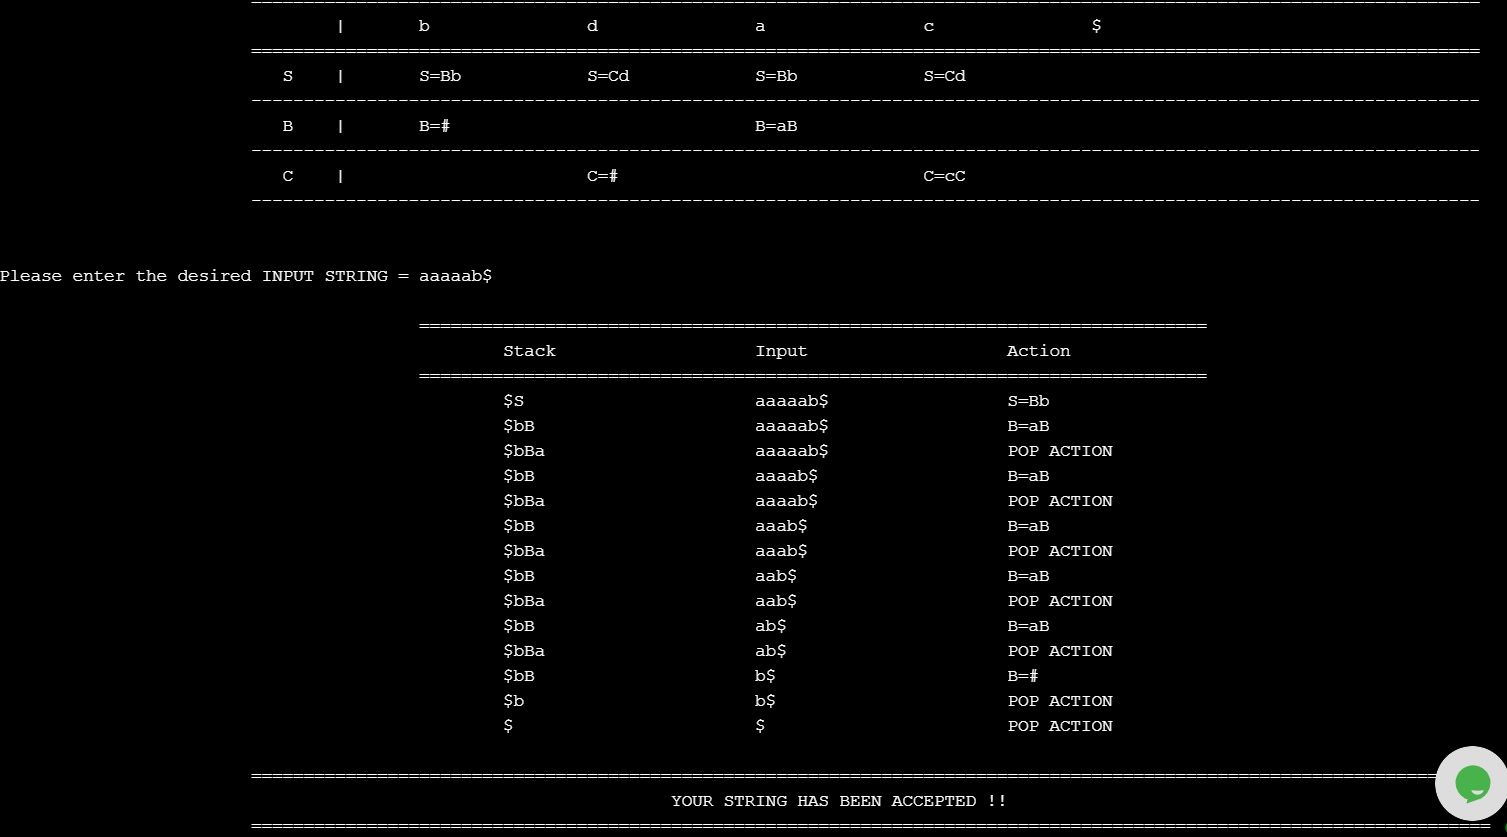 | b d a c $
S | S=Bb S=Cd S=Bb S=Cd
B | B=# B=aB
C | C=# C=cC
Please enter the desired INPUT STRING = aaaaab$
Stack Input Action
$S aaaaab$ S=Bb
$bB aaaaab$ B=aB
$bBa aaaaab$ POP ACTION
$bB aaaab$ B=aB
$bBa aaaab$ POP ACTION
$bB aaab$ B=aB
$bBa aaab$ POP ACTION
$bB aab$ B=aB
$bBa aab$ POP ACTION
$bB ab$ B=aB
$bBa ab$ POP ACTION
$bB b$ B=#
$b b$ POP ACTION
$ $ POP ACTION
YOUR STRING HAS BEEN ACCEPTED !!